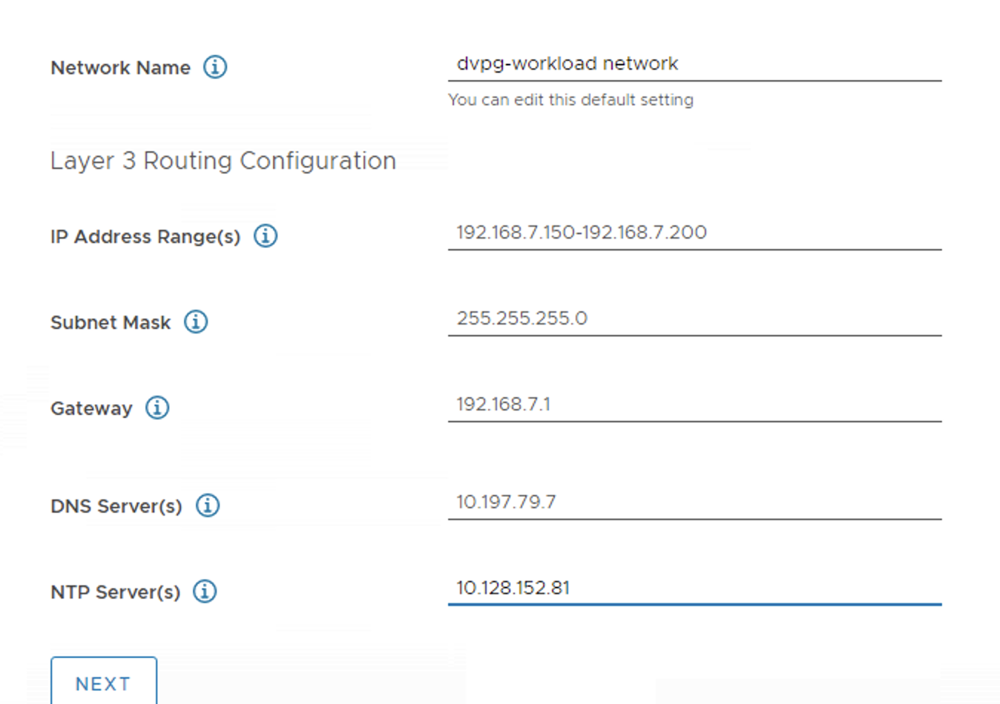 Network Name dvpg-workload network
You can edit this default setting
Layer 3 Routing Configuration
IP Address Range(s) 192.168.7.150-192.168.7.200
Subnet Mask 255.255.255.0
Gateway 192.168.7.1
DNS Server(s) 10.197.79.7
NTP Server(s) 10.128.152.81
NEXT